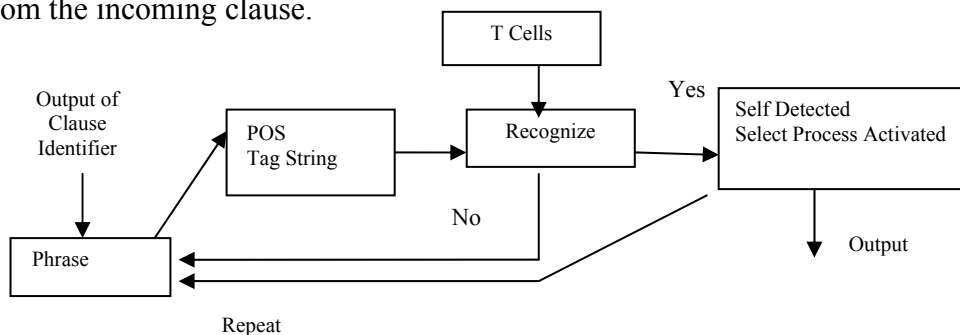 from the incoming clause.
T Cells
Yes
Output of
Clause
Identifier
POS
Tag String
Recognize
Self Detected
Select Process Activated
No
Phrase
Output
Repeat